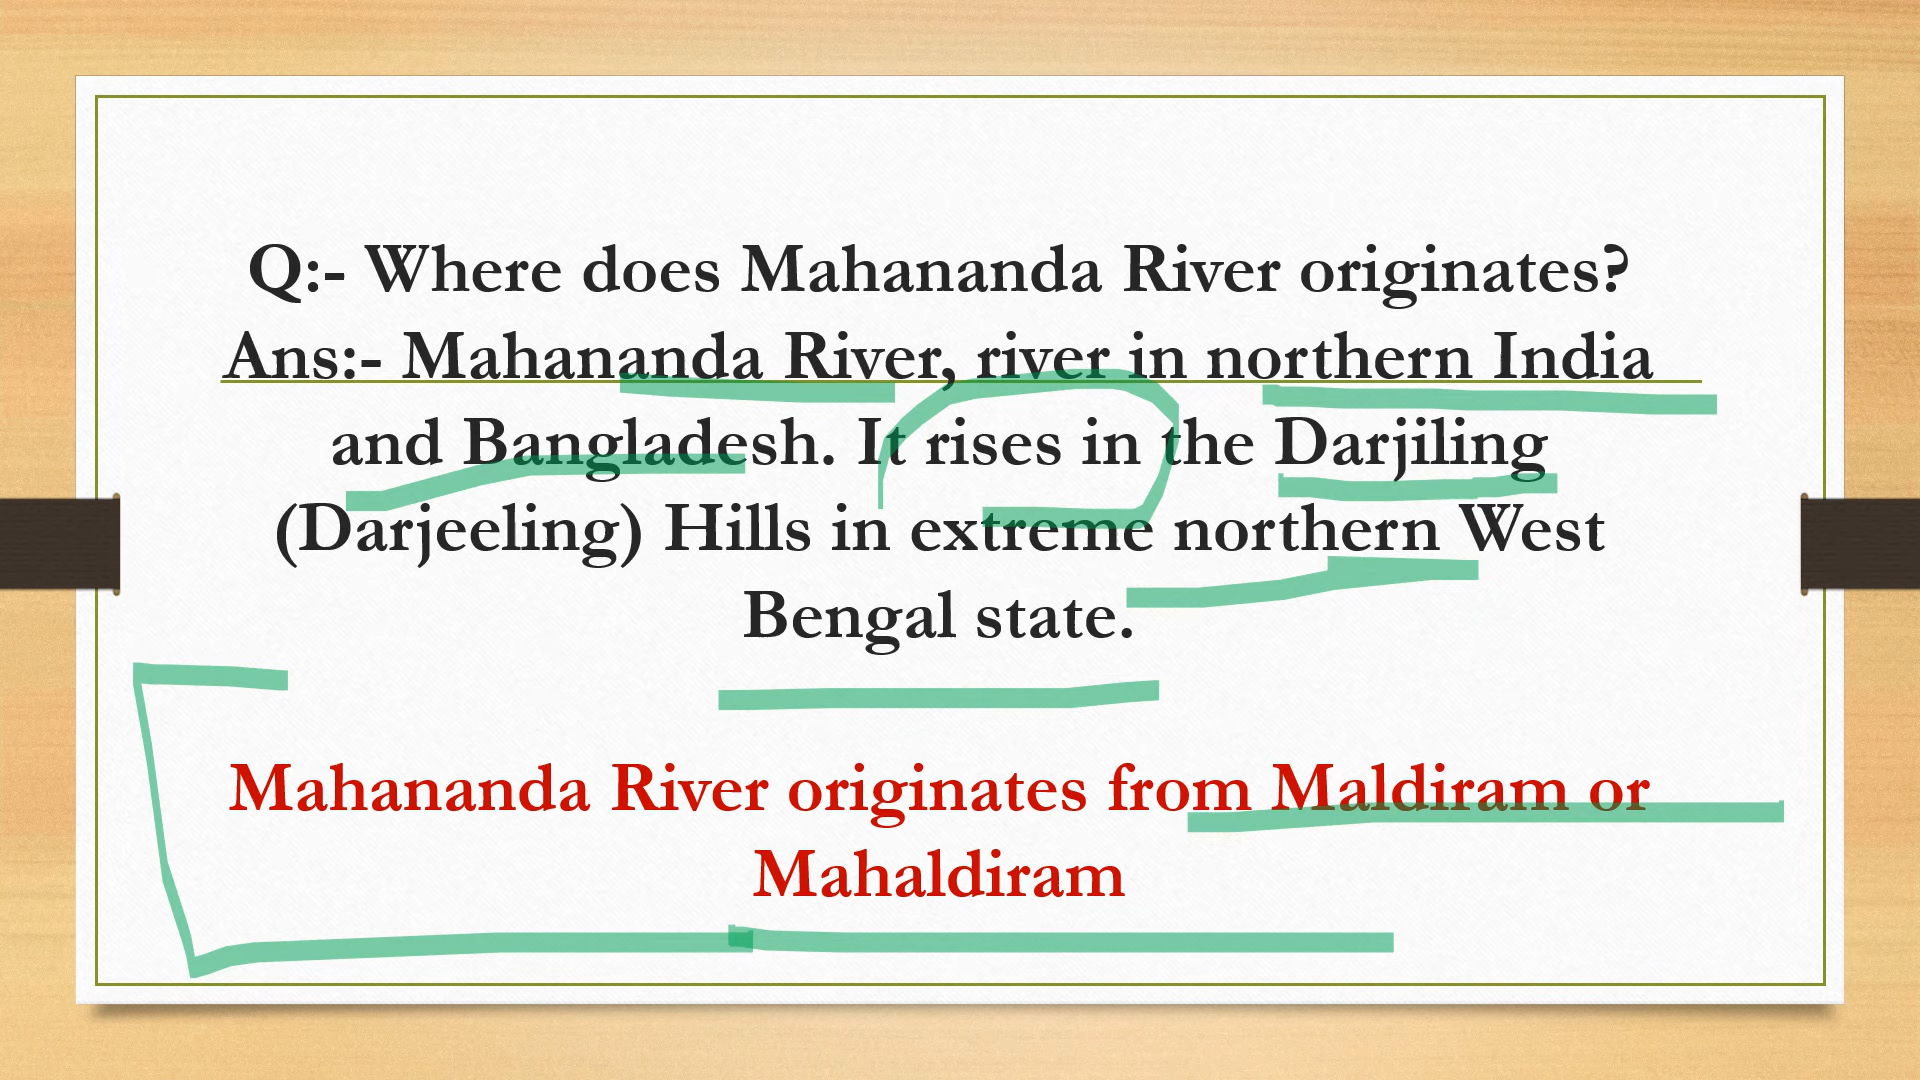 Q:- Where does Mahananda River originates?
Ans:- Mahananda River, river in northern India
and Bangladesh. It rises in the Darjiling
(Darjeeling) Hills in extreme northern West
Bengal state.
Mahananda River originates from Maldiram or
Mahaldiram